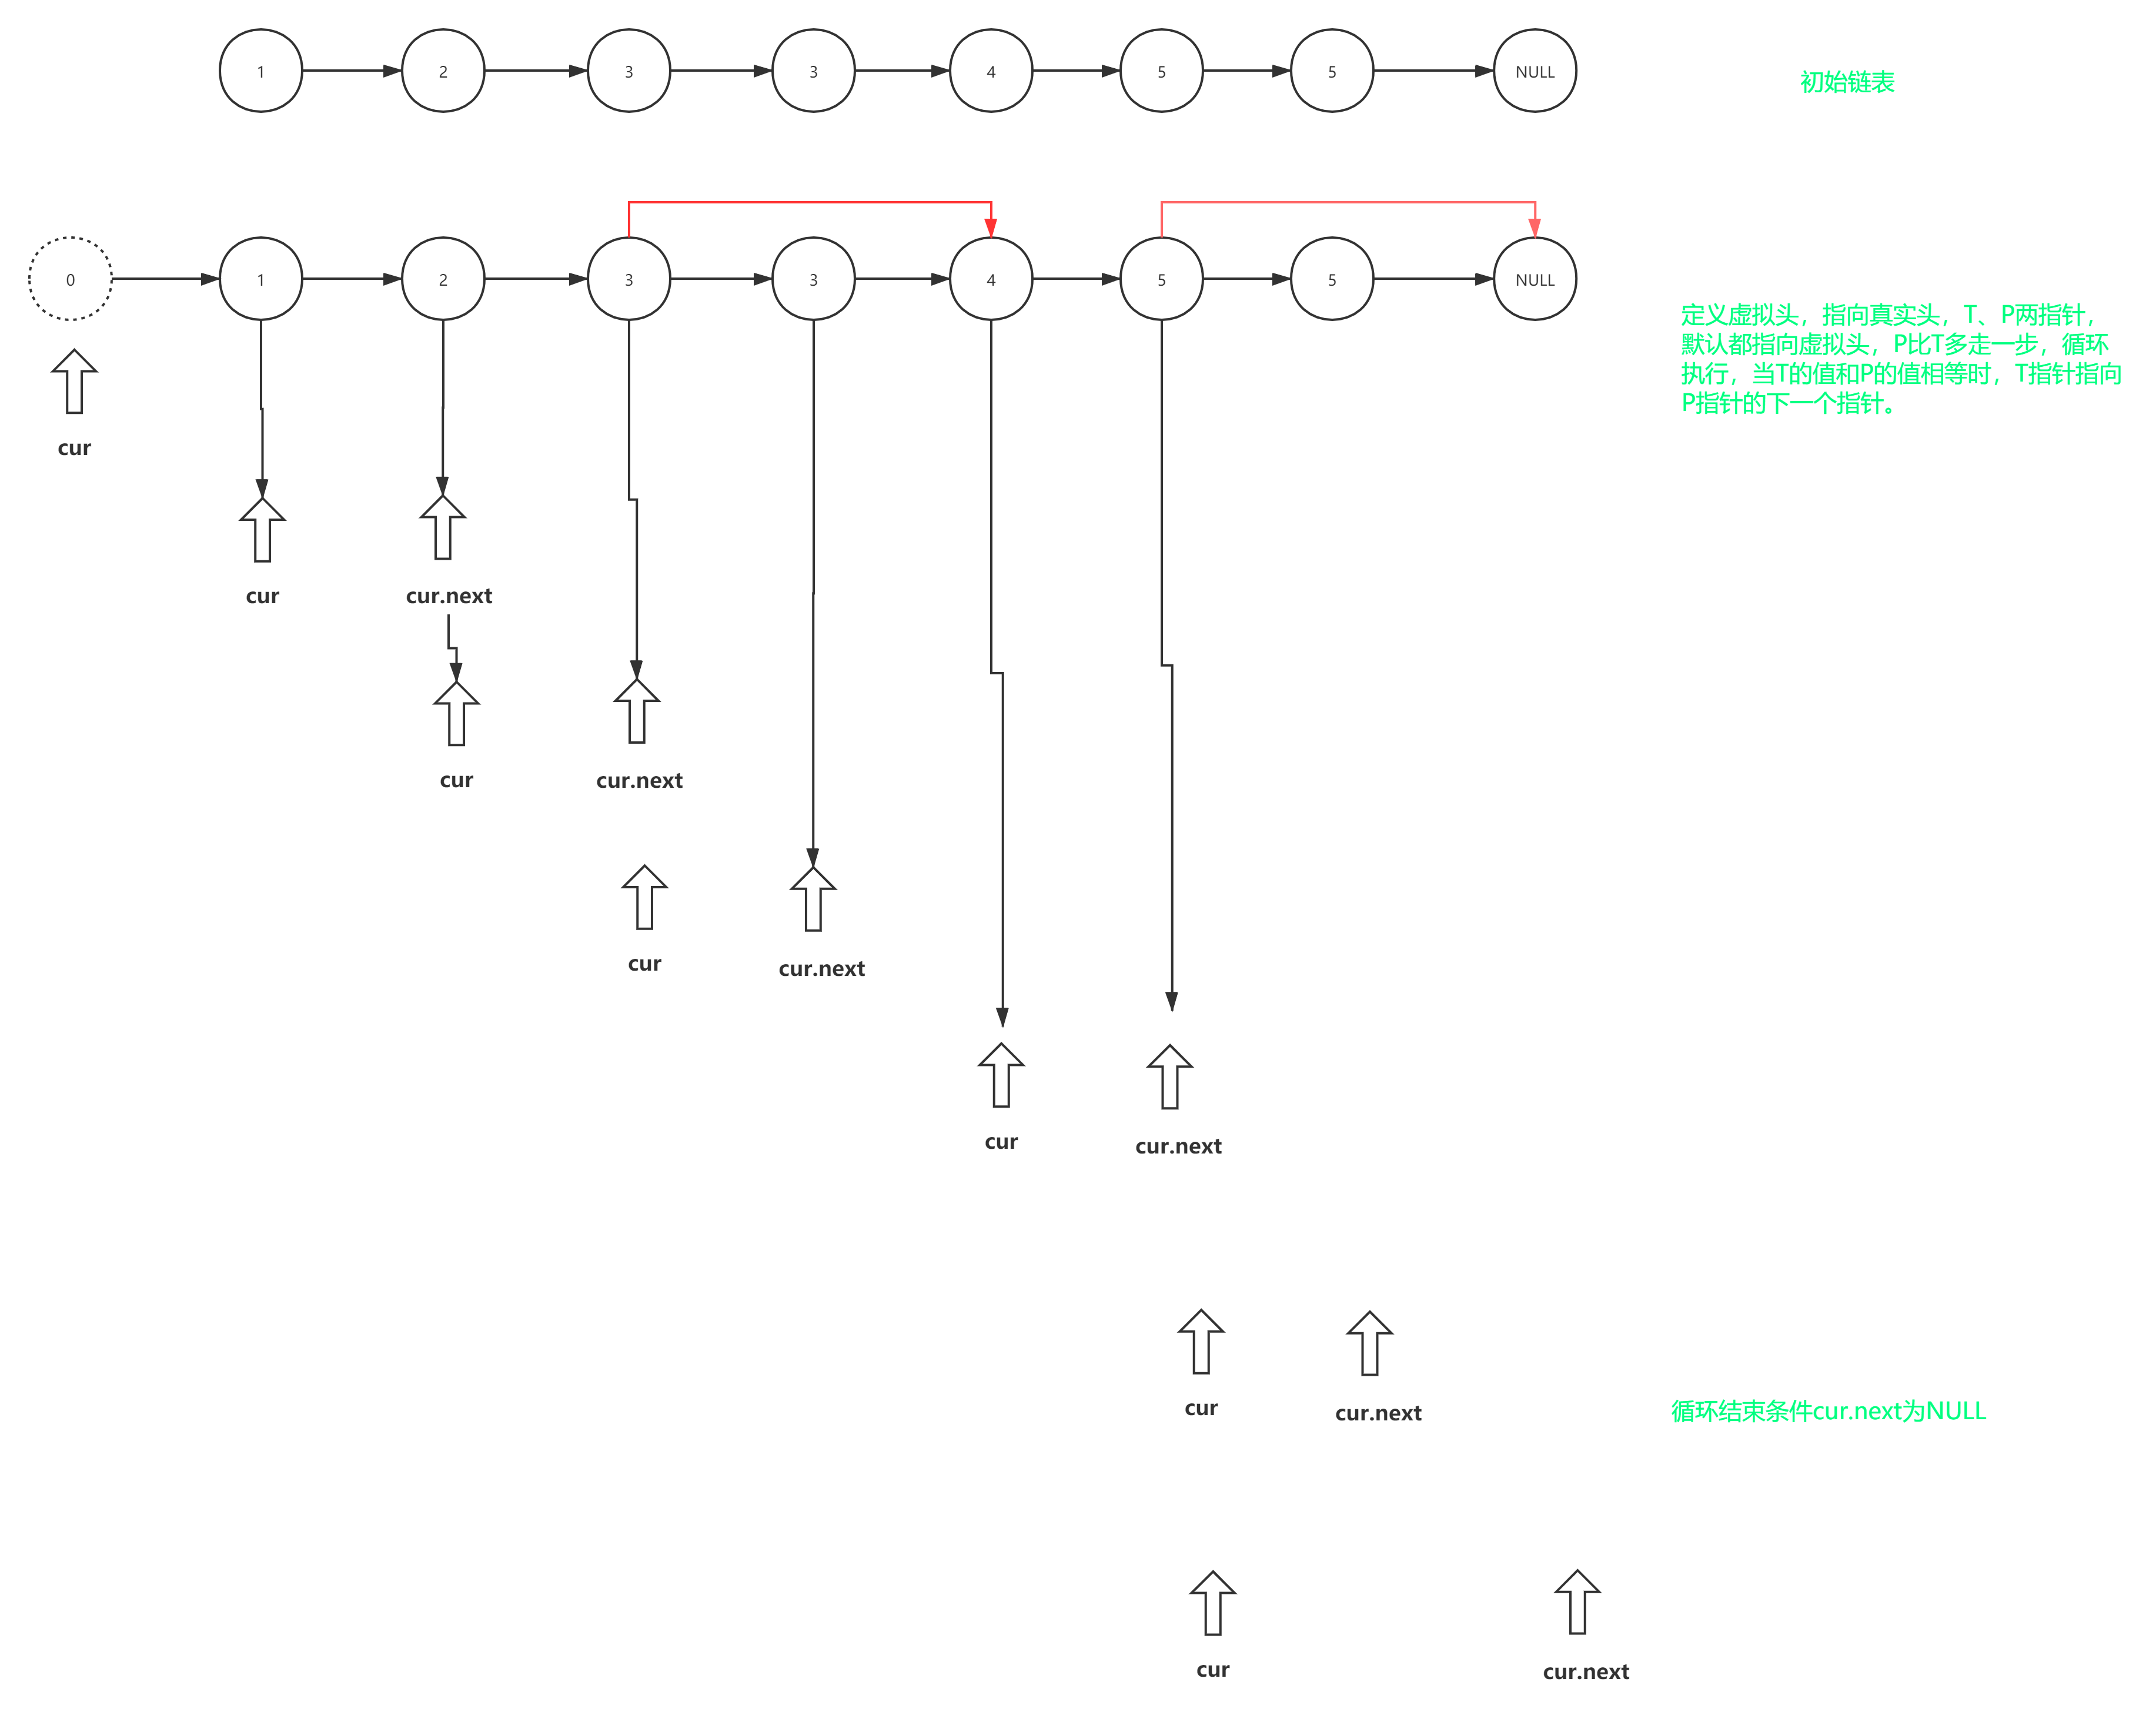 1 2 3 3 4 5 5 NULL
初始链表
0 1 2 3 3 4 5 5 NULL
定义虚拟头，指向真实头，T、P两指针，
默认都指向虚拟头，P比T多走一步，循环
执行，当T的值和P的值相等时，T指针指向
P指针的下一个指针。
cur
cur cur.next
cur cur.next
cur cur.next
cur cur.next
cur cur.next
循环结束条件cur.next为NULL
cur cur.next